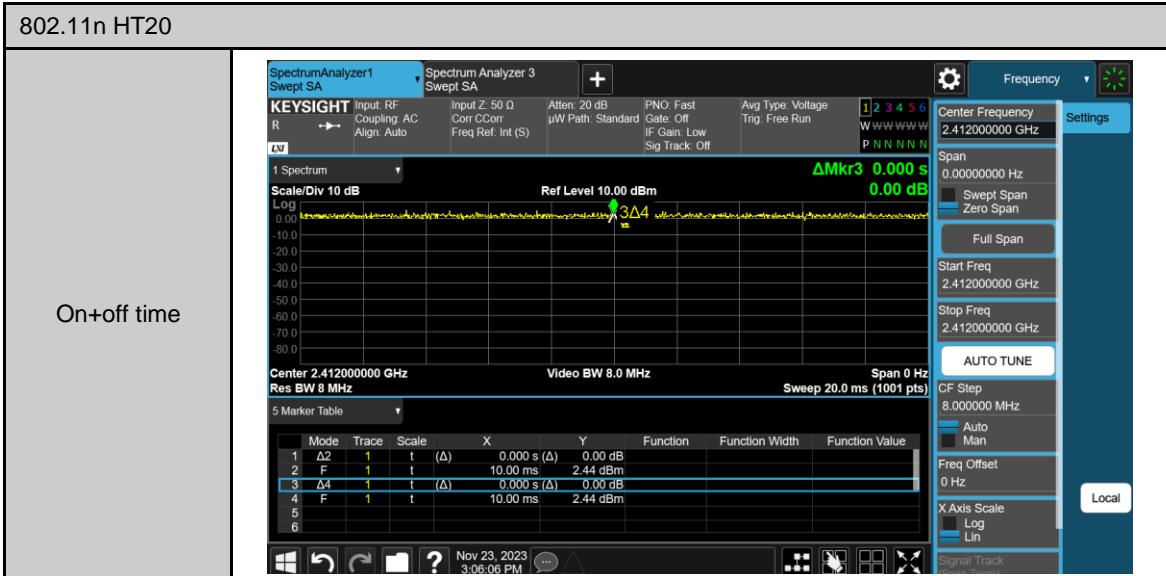 802.11n HT20
On+off time
SpectrumAnalyzer1
Swept SA
Spectrum Analyzer 3
Swept SA
+
Frequency
KEYSIGHT
R
LXI
Input: RF
Coupling: AC
Align: Auto
Input Z: 50 Ω
Corr CCorr
Freq Ref: Int (S)
Atten: 20 dB
µW Path: Standard
PNO: Fast
Gate: Off
IF Gain: Low
Sig Track: Off
Avg Type: Voltage
Trig: Free Run
1 2 3 4 5 6
W W W W W W
P N N N N N
1 Spectrum
ΔMkr3 0.000 s
0.00 dB
Scale/Div 10 dB
Ref Level 10.00 dBm
Log
0.00
-10.0
-20.0
-30.0
-40.0
-50.0
-60.0
-70.0
-80.0
3Δ4
Center 2.412000000 GHz
Video BW 8.0 MHz
Span 0 Hz
Res BW 8 MHz
Sweep 20.0 ms (1001 pts)
5 Marker Table
Mode Trace Scale X Y Function Function Width Function Value
1 Δ2 1 t (Δ) 0.000 s (Δ) 0.00 dB
2 F 1 t 10.00 ms 2.44 dBm
3 Δ4 1 t (Δ) 0.000 s (Δ) 0.00 dB
4 F 1 t 10.00 ms 2.44 dBm
5
6
?
Nov 23, 2023
3:06:06 PM
Center Frequency
2.412000000 GHz
Settings
Span
0.00000000 Hz
Swept Span
Zero Span
Full Span
Start Freq
2.412000000 GHz
Stop Freq
2.412000000 GHz
AUTO TUNE
CF Step
8.000000 MHz
Auto
Man
Freq Offset
0 Hz
X Axis Scale
Log
Lin
Local
Signal Track
(Span Zoom)